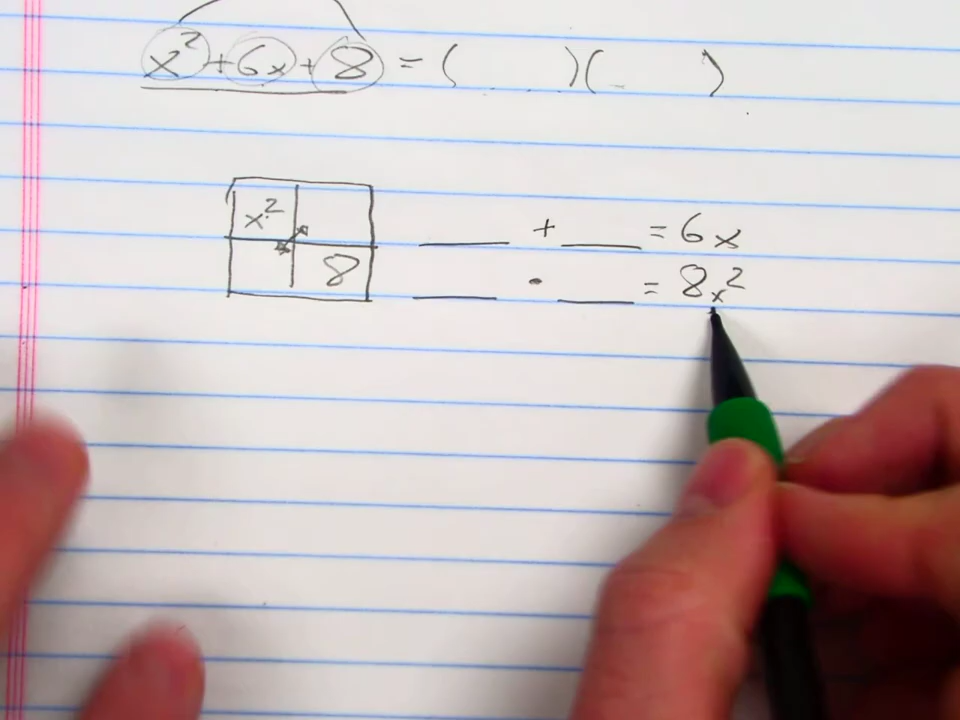 x²+6x+8=(    )(    )
x²
___ + ___ = 6x
8
___ · ___ = 8x²